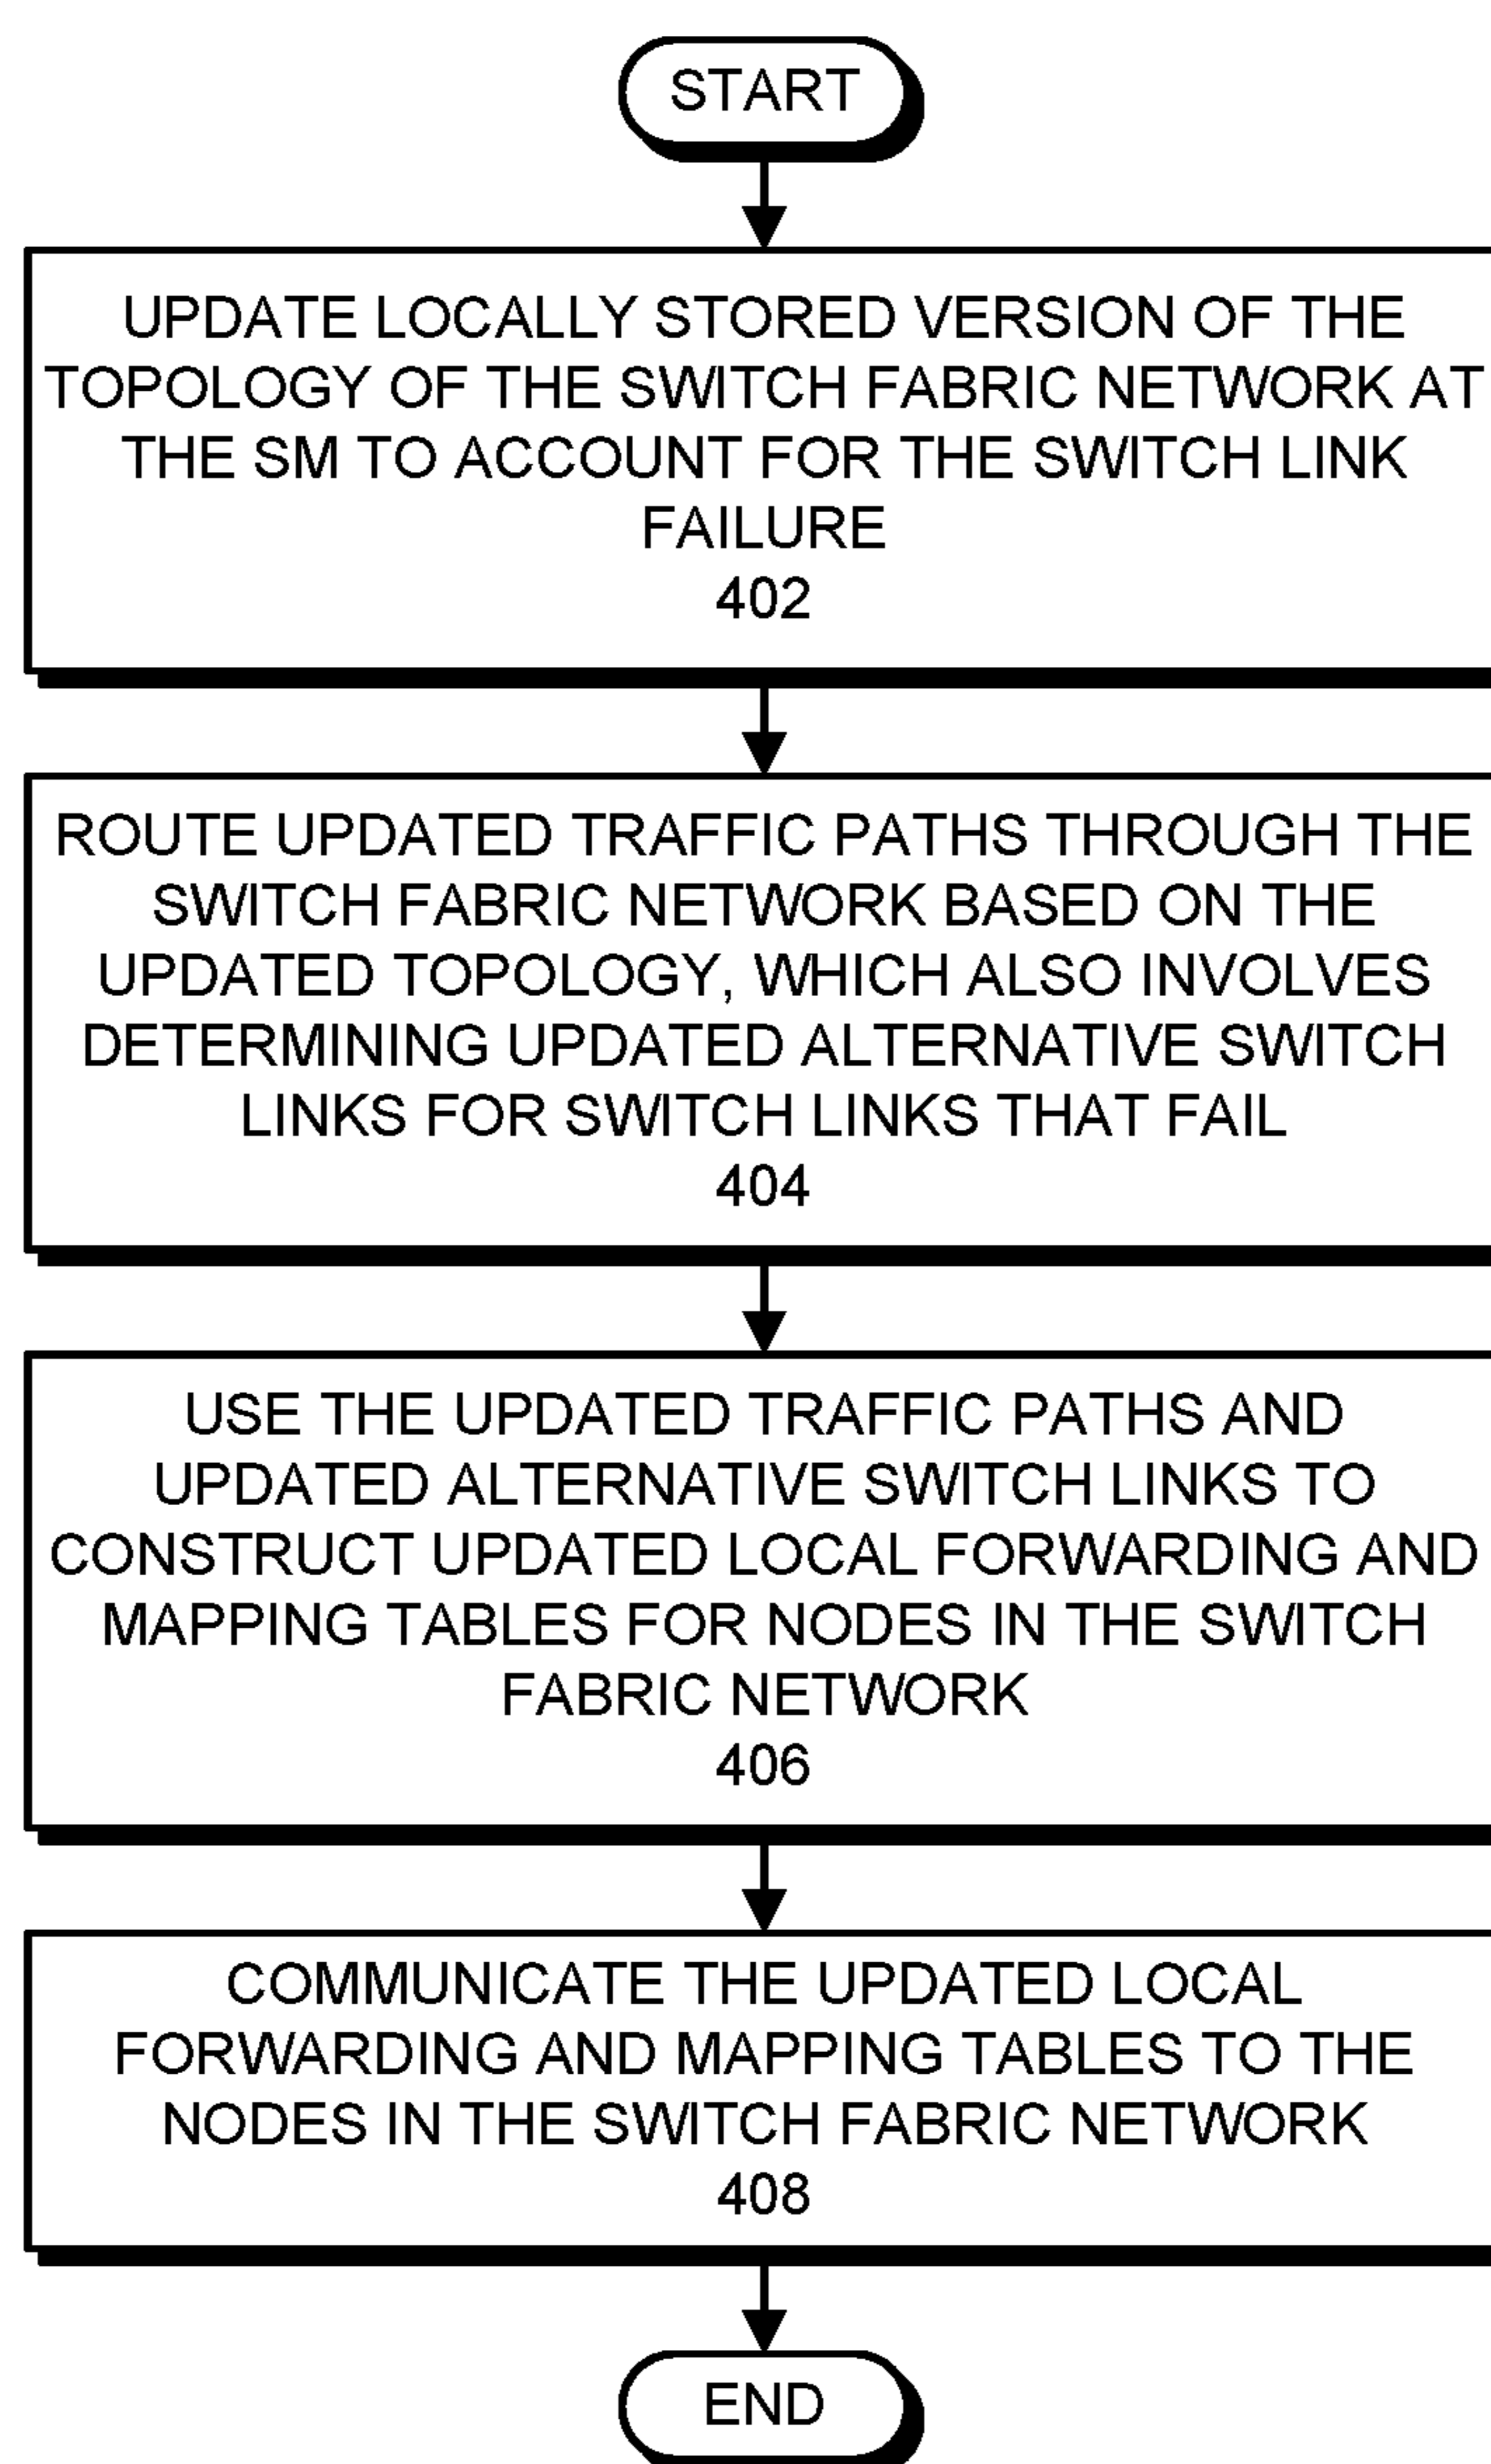 START
UPDATE LOCALLY STORED VERSION OF THE
TOPOLOGY OF THE SWITCH FABRIC NETWORK AT
THE SM TO ACCOUNT FOR THE SWITCH LINK
FAILURE
402
ROUTE UPDATED TRAFFIC PATHS THROUGH THE
SWITCH FABRIC NETWORK BASED ON THE
UPDATED TOPOLOGY, WHICH ALSO INVOLVES
DETERMINING UPDATED ALTERNATIVE SWITCH
LINKS FOR SWITCH LINKS THAT FAIL
404
USE THE UPDATED TRAFFIC PATHS AND
UPDATED ALTERNATIVE SWITCH LINKS TO
CONSTRUCT UPDATED LOCAL FORWARDING AND
MAPPING TABLES FOR NODES IN THE SWITCH
FABRIC NETWORK
406
COMMUNICATE THE UPDATED LOCAL
FORWARDING AND MAPPING TABLES TO THE
NODES IN THE SWITCH FABRIC NETWORK
408
END